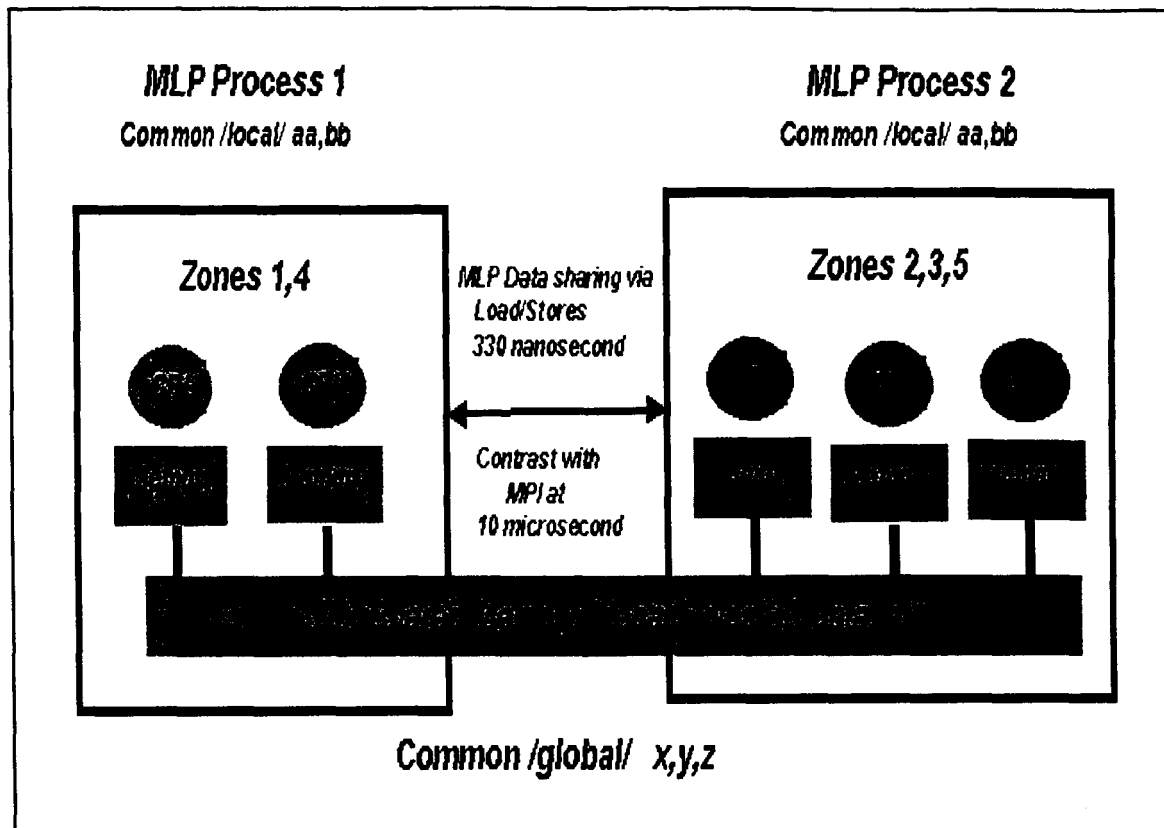 MLP Process 1
Common /local/ aa,bb
MLP Process 2
Common /local/ aa,bb
Zones 1,4
MLP Data sharing via
Load/Stores
330 nanosecond
Contrast with
MPI at
10 microsecond
Zones 2,3,5
Common /global/ x,y,z